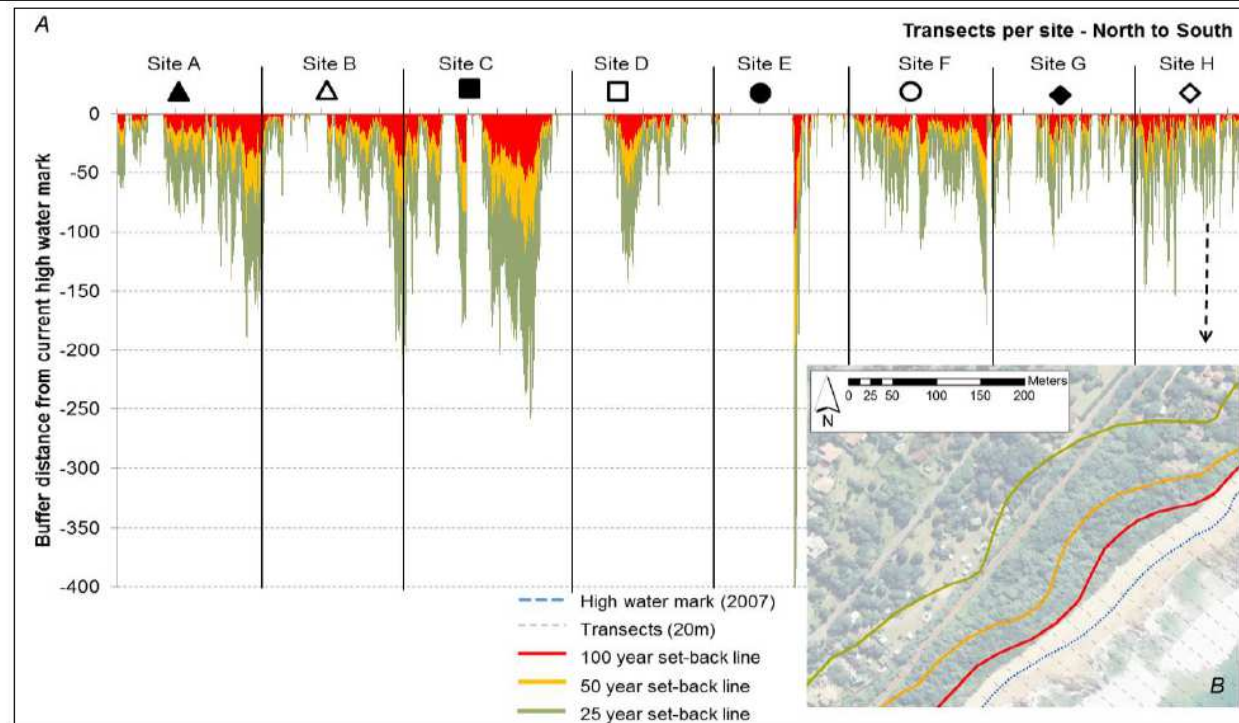 A
Transects per site - North to South
Site A Site B Site C Site D Site E Site F Site G Site H
Buffer distance from current high water mark
0
-50
-100
-150
-200
-250
-300
-350
-400
Meters
0 25 50 100 150 200
N
High water mark (2007)
Transects (20m)
100 year set-back line
50 year set-back line
25 year set-back line
B